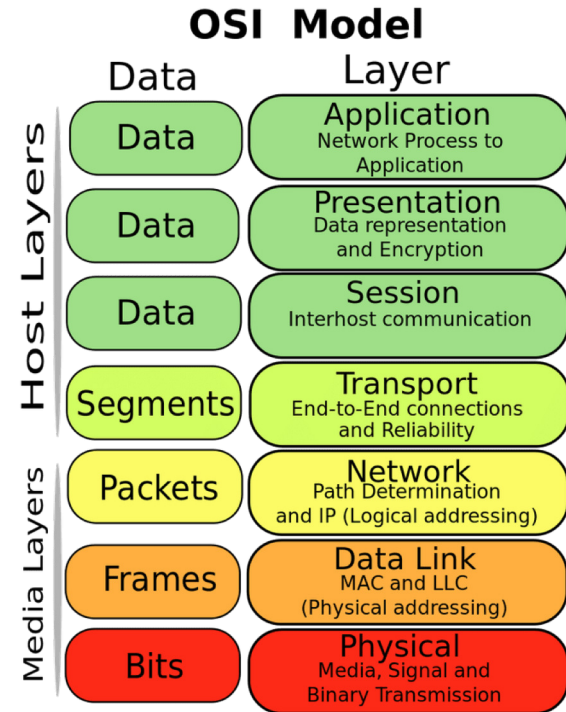 OSI Model
Data
Layer
Host Layers
Data
Application
Network Process to
Application
Data
Presentation
Data representation
and Encryption
Data
Session
Interhost communication
Segments
Transport
End-to-End connections
and Reliability
Media Layers
Packets
Network
Path Determination
and IP (Logical addressing)
Frames
Data Link
MAC and LLC
(Physical addressing)
Bits
Physical
Media, Signal and
Binary Transmission